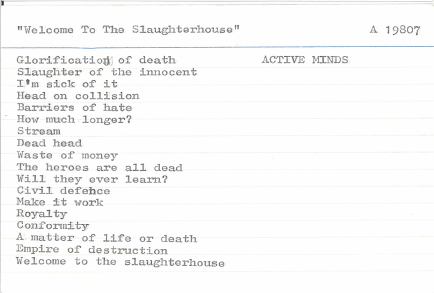 "Welcome To The Slaughterhouse" A 19807
Glorification of death ACTIVE MINDS
Slaughter of the innocent
I'm sick of it
Head on collision
Barriers of hate
How much longer?
Stream
Dead head
Waste of money
The heroes are all dead
Will they ever learn?
Civil defence
Make it work
Royalty
Conformity
A matter of life or death
Empire of destruction
Welcome to the slaughterhouse